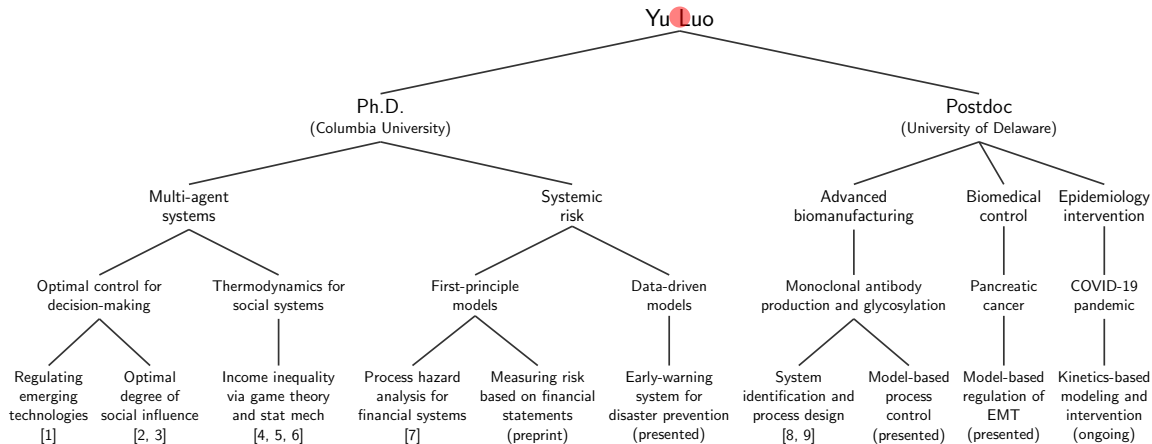 Yu Luo
Ph.D.
(Columbia University)
Postdoc
(University of Delaware)
Multi-agent
systems
Systemic
risk
Advanced
biomanufacturing
Biomedical
control
Epidemiology
intervention
Optimal control for
decision-making
Thermodynamics for
social systems
First-principle
models
Data-driven
models
Monoclonal antibody
production and glycosylation
Pancreatic
cancer
COVID-19
pandemic
Regulating
emerging
technologies
[1]
Optimal
degree of
social influence
[2, 3]
Income inequality
via game theory
and stat mech
[4, 5, 6]
Process hazard
analysis for
financial systems
[7]
Measuring risk
based on financial
statements
(preprint)
Early-warning
system for
disaster prevention
(presented)
System
identification and
process design
[8, 9]
Model-based
process
control
(presented)
Model-based
regulation of
EMT
(presented)
Kinetics-based
modeling and
intervention
(ongoing)